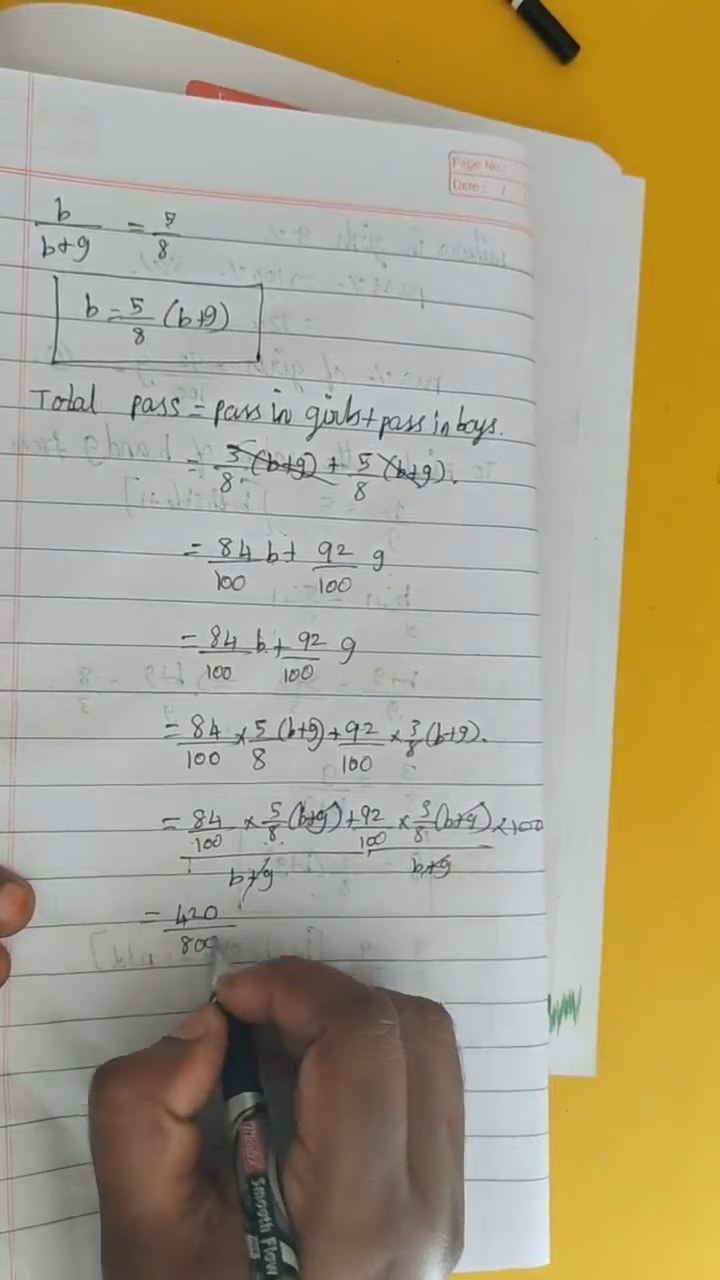 Page No:
Date: /
b/b+g = 5/8
b = 5/8 (b+g)
Total pass = pass in girls + pass in boys.
= 3/8 (b+g) + 5/8 (b+g).
= 84/100 b + 92/100 g
= 84/100 b + 92/100 g
= 84/100 × 5/8 (b+g) + 92/100 × 3/8 (b+g).
= 84/100 × 5/8 (b+g) / b+g + 92/100 × 3/8 (b+g) / b+g × 100
= 420/800
Smooth Flow